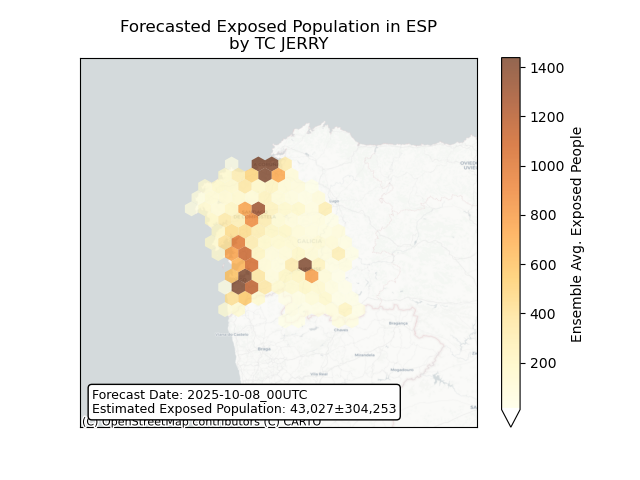 Forecasted Exposed Population in ESP
by TC JERRY
1400
1200
1000
800
600
400
200
Ensemble Avg. Exposed People
Braga
Forecast Date: 2025-10-08_00UTC
Estimated Exposed Population: 43,027±304,253
(C) OpenStreetMap contributors (C) CARTO